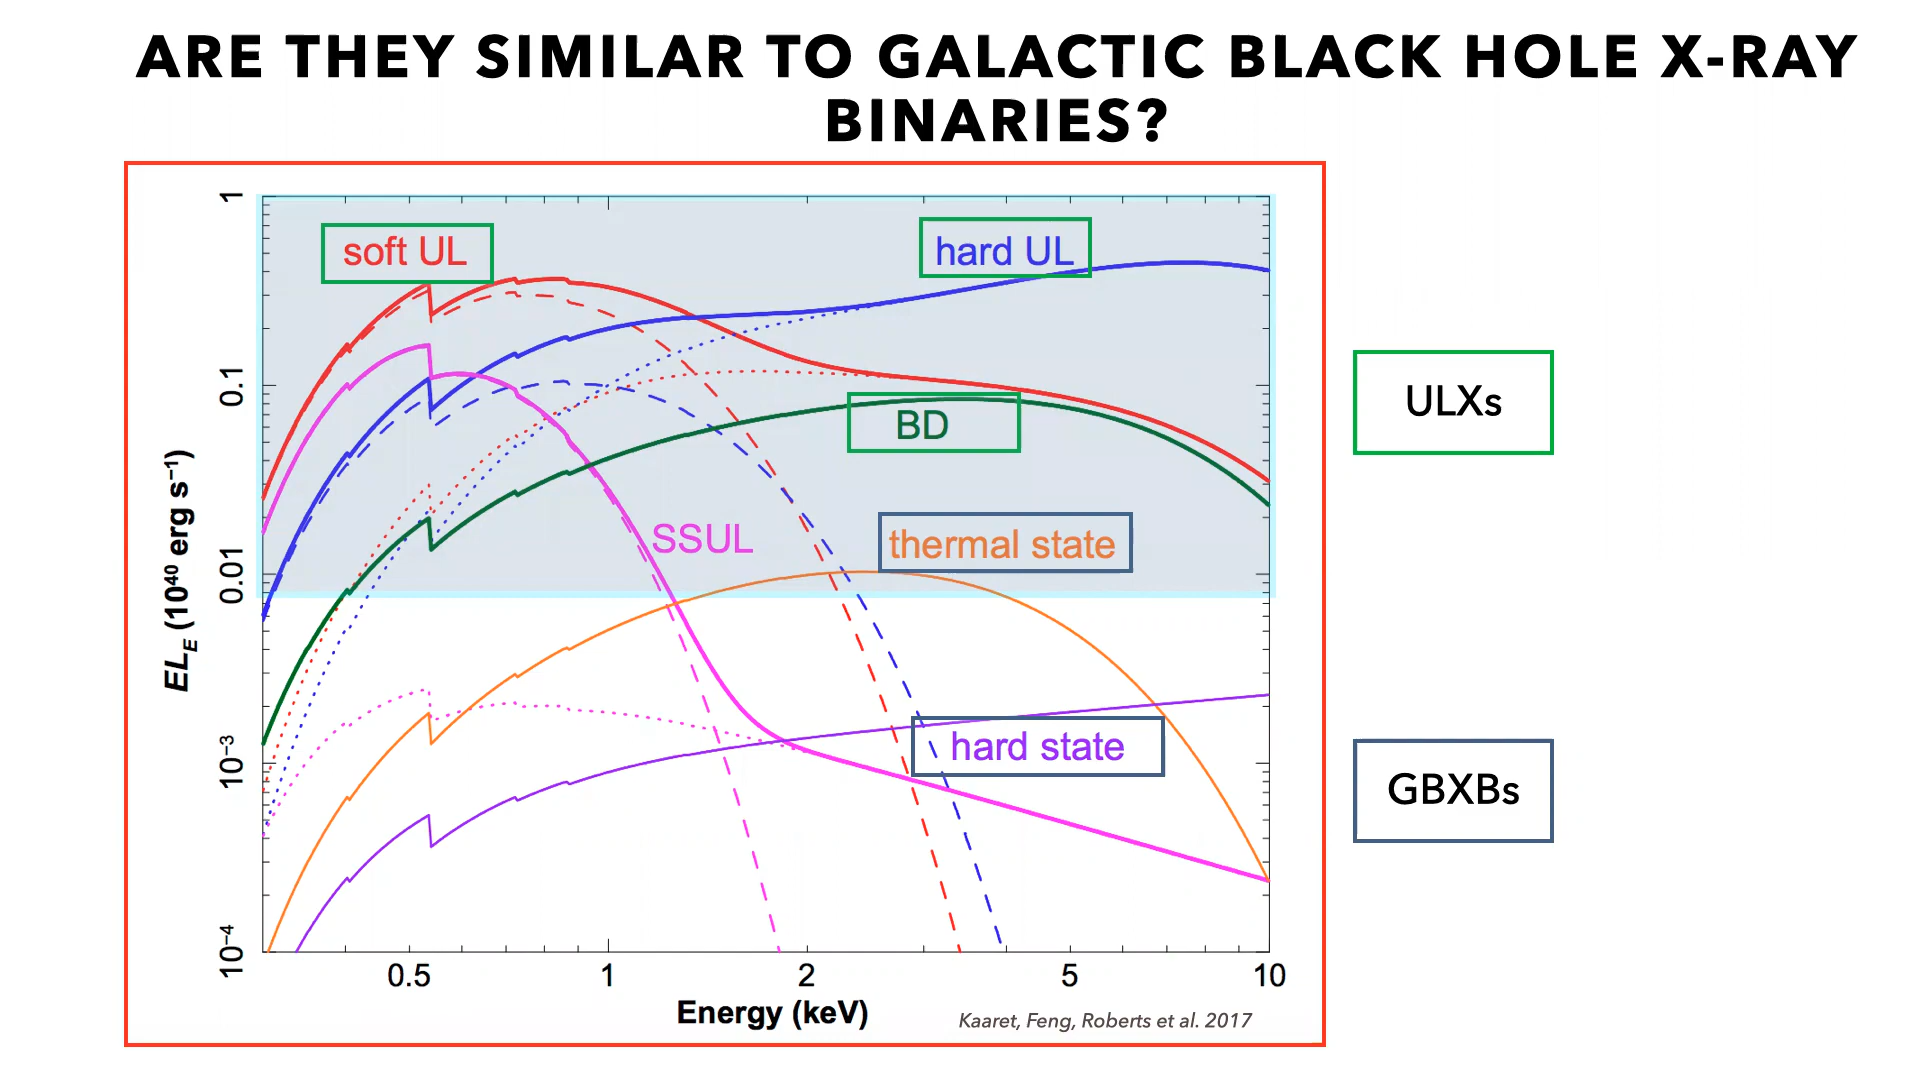 ARE THEY SIMILAR TO GALACTIC BLACK HOLE X-RAY
BINARIES?
soft UL
hard UL
BD
SSUL
thermal state
hard state
ULXs
GBXBs
1
0.1
0.01
10⁻³
10⁻⁴
EL_E (10⁴⁰ erg s⁻¹)
0.5 1 2 5 10
Energy (keV)
Kaaret, Feng, Roberts et al. 2017